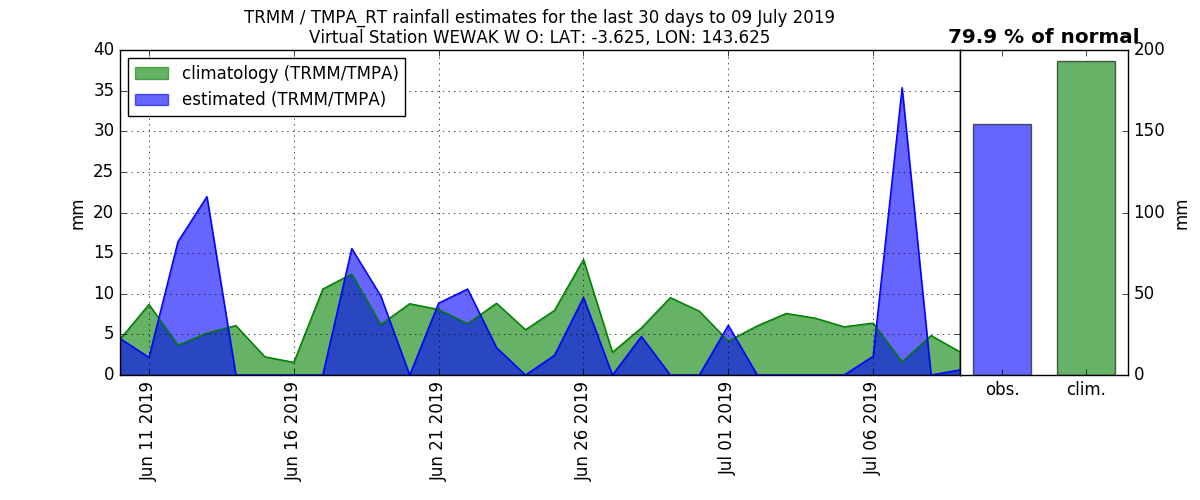 TRMM / TMPA_RT rainfall estimates for the last 30 days to 09 July 2019
Virtual Station WEWAK W O: LAT: -3.625, LON: 143.625
79.9 % of normal
climatology (TRMM/TMPA)
estimated (TRMM/TMPA)
40
35
30
25
20
15
10
5
0
mm
200
150
100
50
0
mm
Jun 11 2019
Jun 16 2019
Jun 21 2019
Jun 26 2019
Jul 01 2019
Jul 06 2019
obs.
clim.